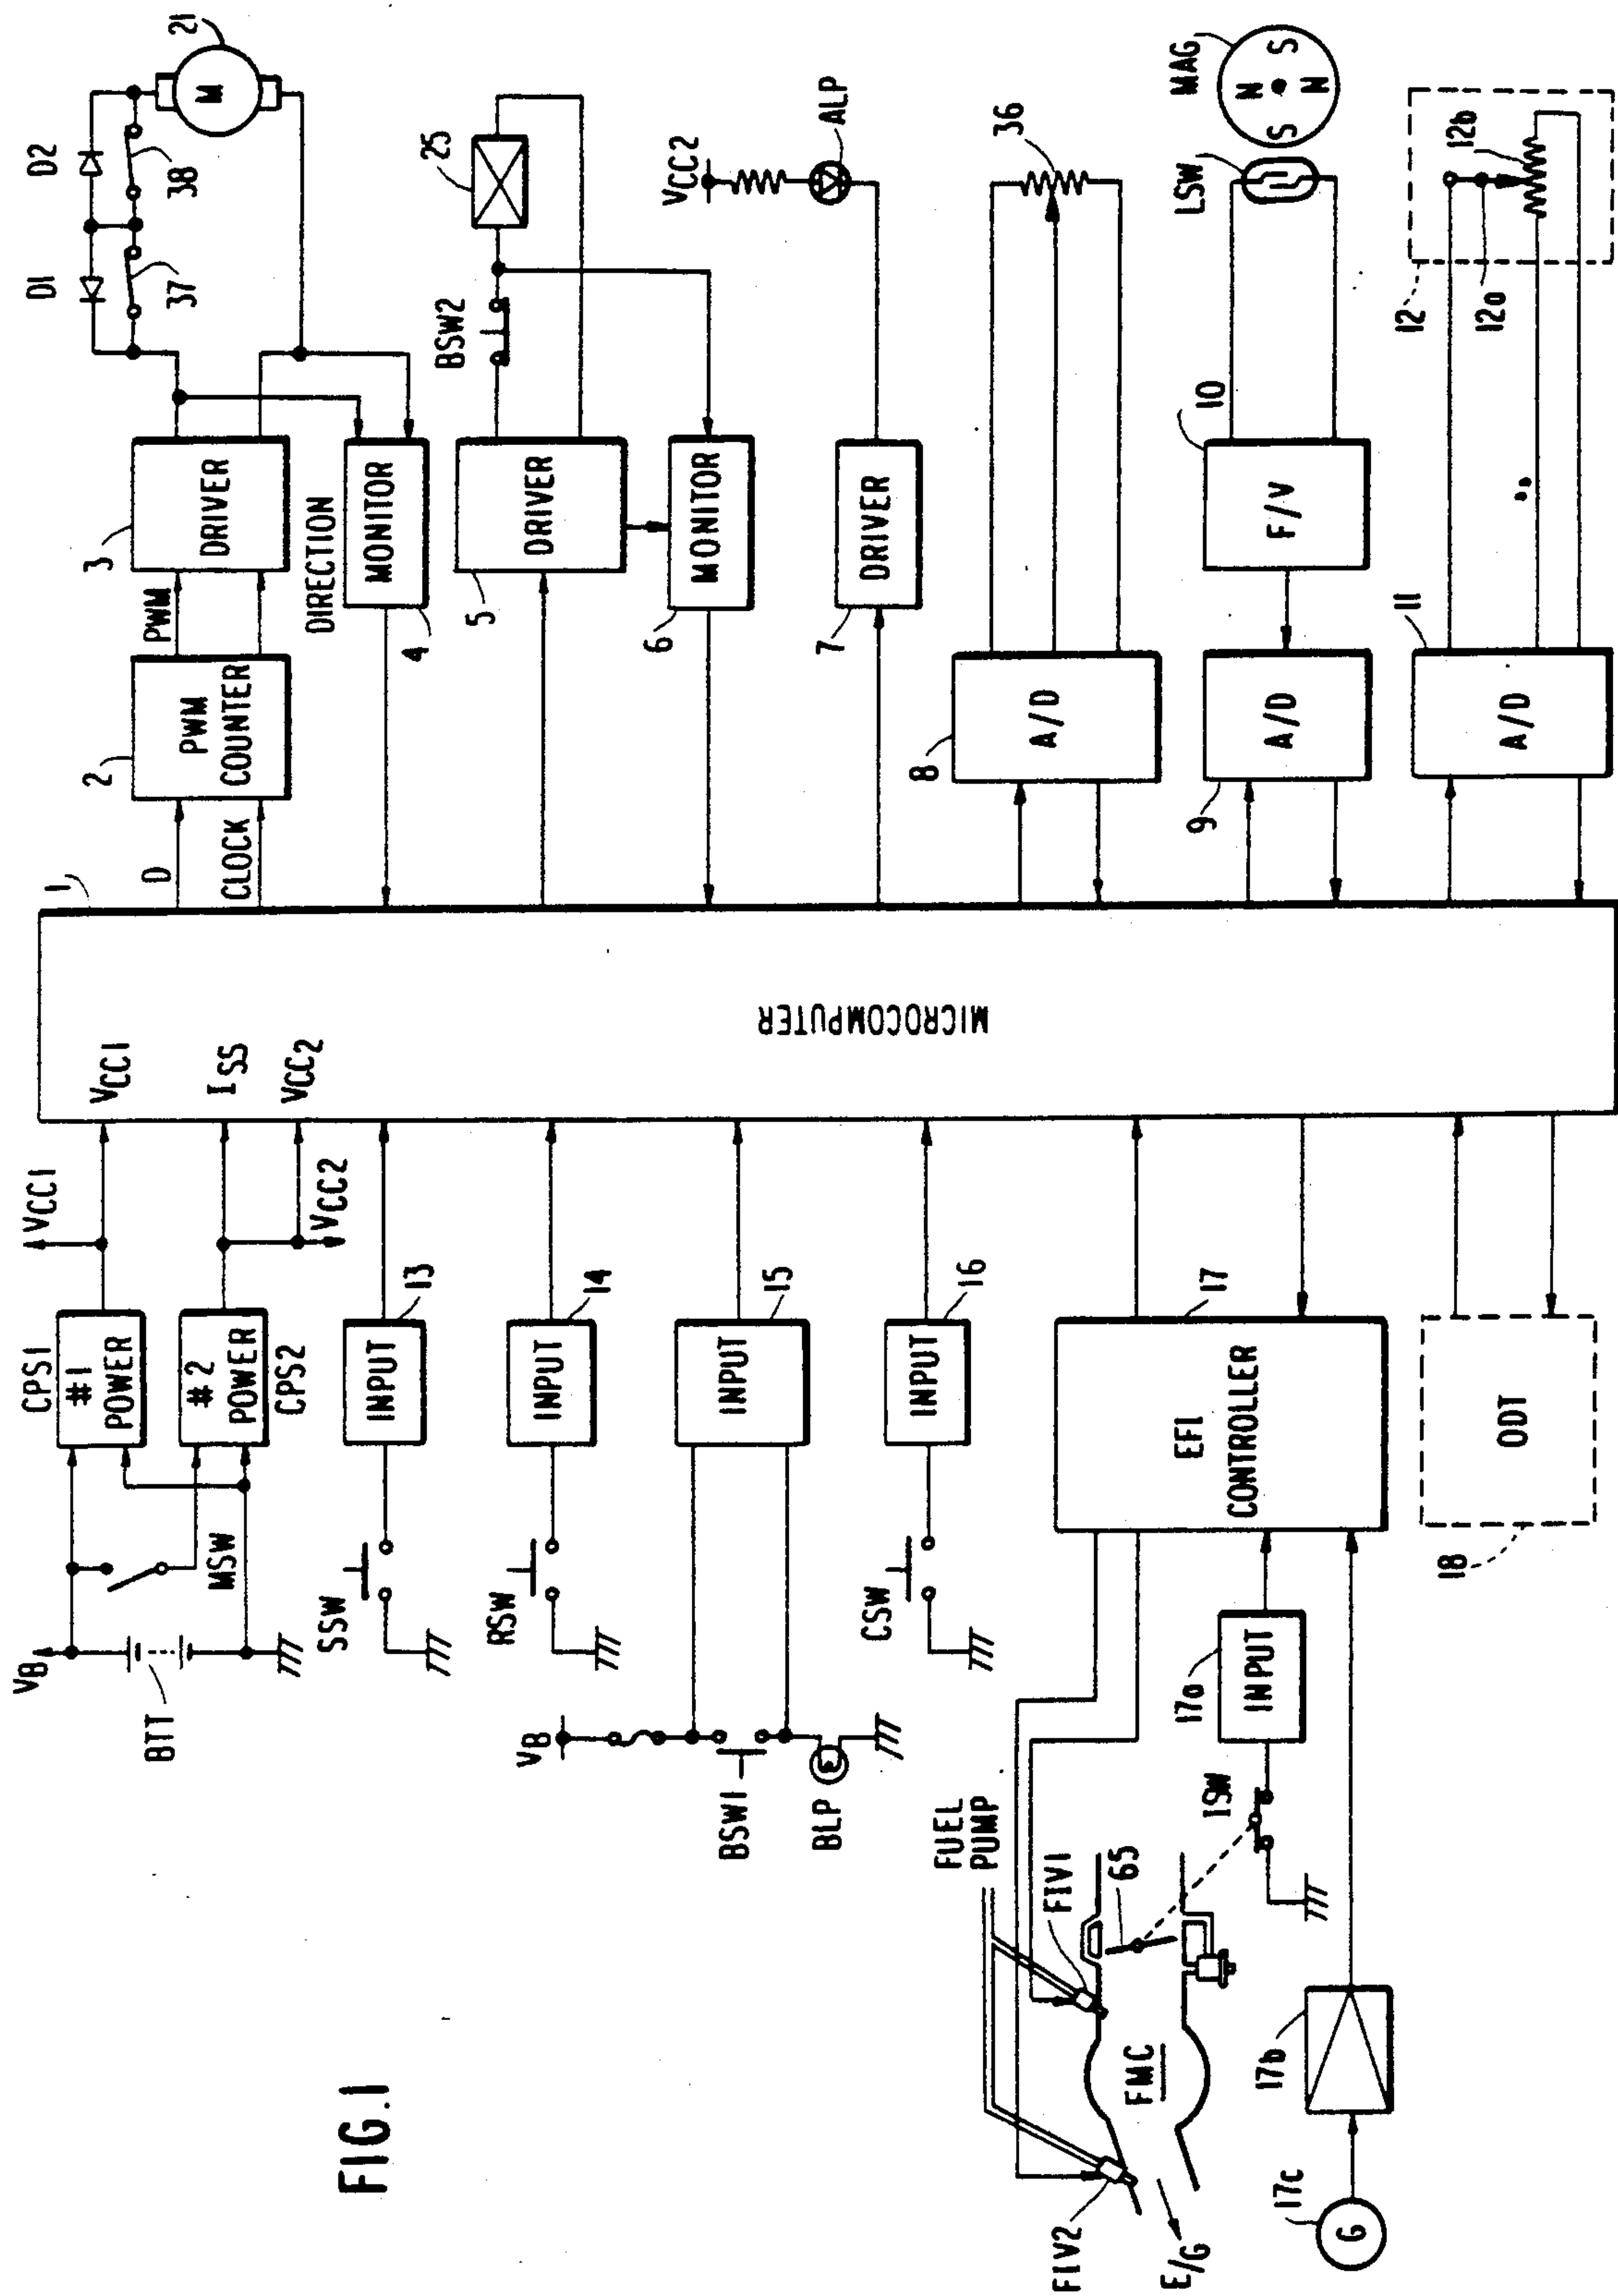 FIG.1
VB
BTT
MSW
CPS1
#1
POWER
#2
POWER
CPS2
VCC1
VCC2
VCC1
ISS
VCC2
MICROCOMPUTER
1
SSW
INPUT
13
RSW
INPUT
14
VB
BSW1
BLP
INPUT
15
CSW
INPUT
16
FUEL
PUMP
FIV1
FIV2
65
FMC
E/G
ISW
17a
INPUT
EFI
CONTROLLER
17
17b
17c
G
ODT
18
D
CLOCK
2
PWM
COUNTER
PWM
DIRECTION
3
DRIVER
D1
D2
37
38
M
21
MONITOR
4
5
DRIVER
BSW2
25
6
MONITOR
7
DRIVER
VCC2
ALP
8
A/D
36
9
A/D
10
F/V
LSW
MAG
N
S
S
N
11
A/D
12
12a
12b